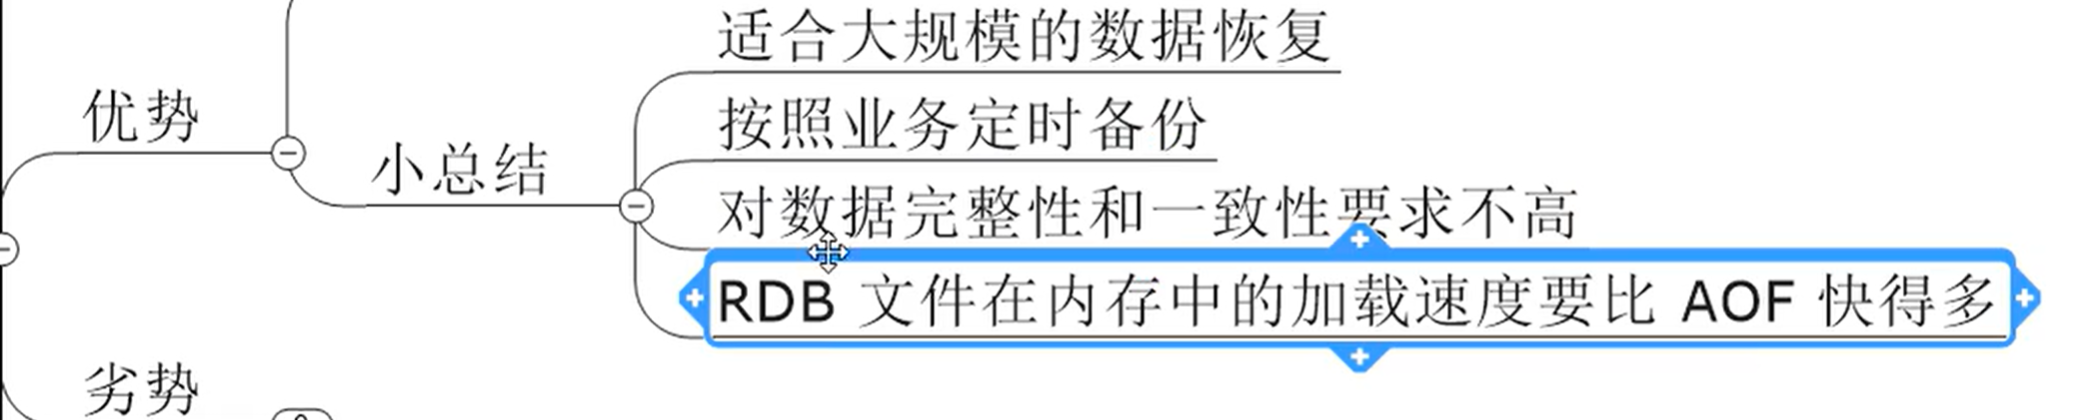 适合大规模的数据恢复
优势
按照业务定时备份
小总结
对数据完整性和一致性要求不高
RDB 文件在内存中的加载速度要比 AOF 快得多
劣势